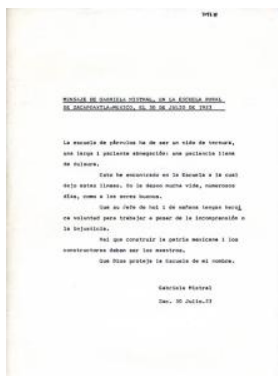 MENSAJE DE GABRIELA MISTRAL, EN LA ESCUELA RURAL
DE ZACAPOAXTLA-MEXICO, EL 30 DE JULIO DE 1923
La escuela de párvulos ha de ser un nido de ternura,
una larga i paciente abnegación: una paciencia llena
de dulzura.
Esto he encontrado en la Escuela a la cual
dejo estas líneas. Yo le deseo mucha vida, numerosos
días, como a los seres buenos.
Que su Jefe de hoi i de mañana tengan heroi
ca voluntad para trabajar a pesar de la incomprensión o
la injusticia.
Hai que construir la patria mexicana i los
constructores deben ser los maestros.
Que Dios proteja la Escuela de mi nombre.
Gabriela Mistral
Zac. 30 Julio.23